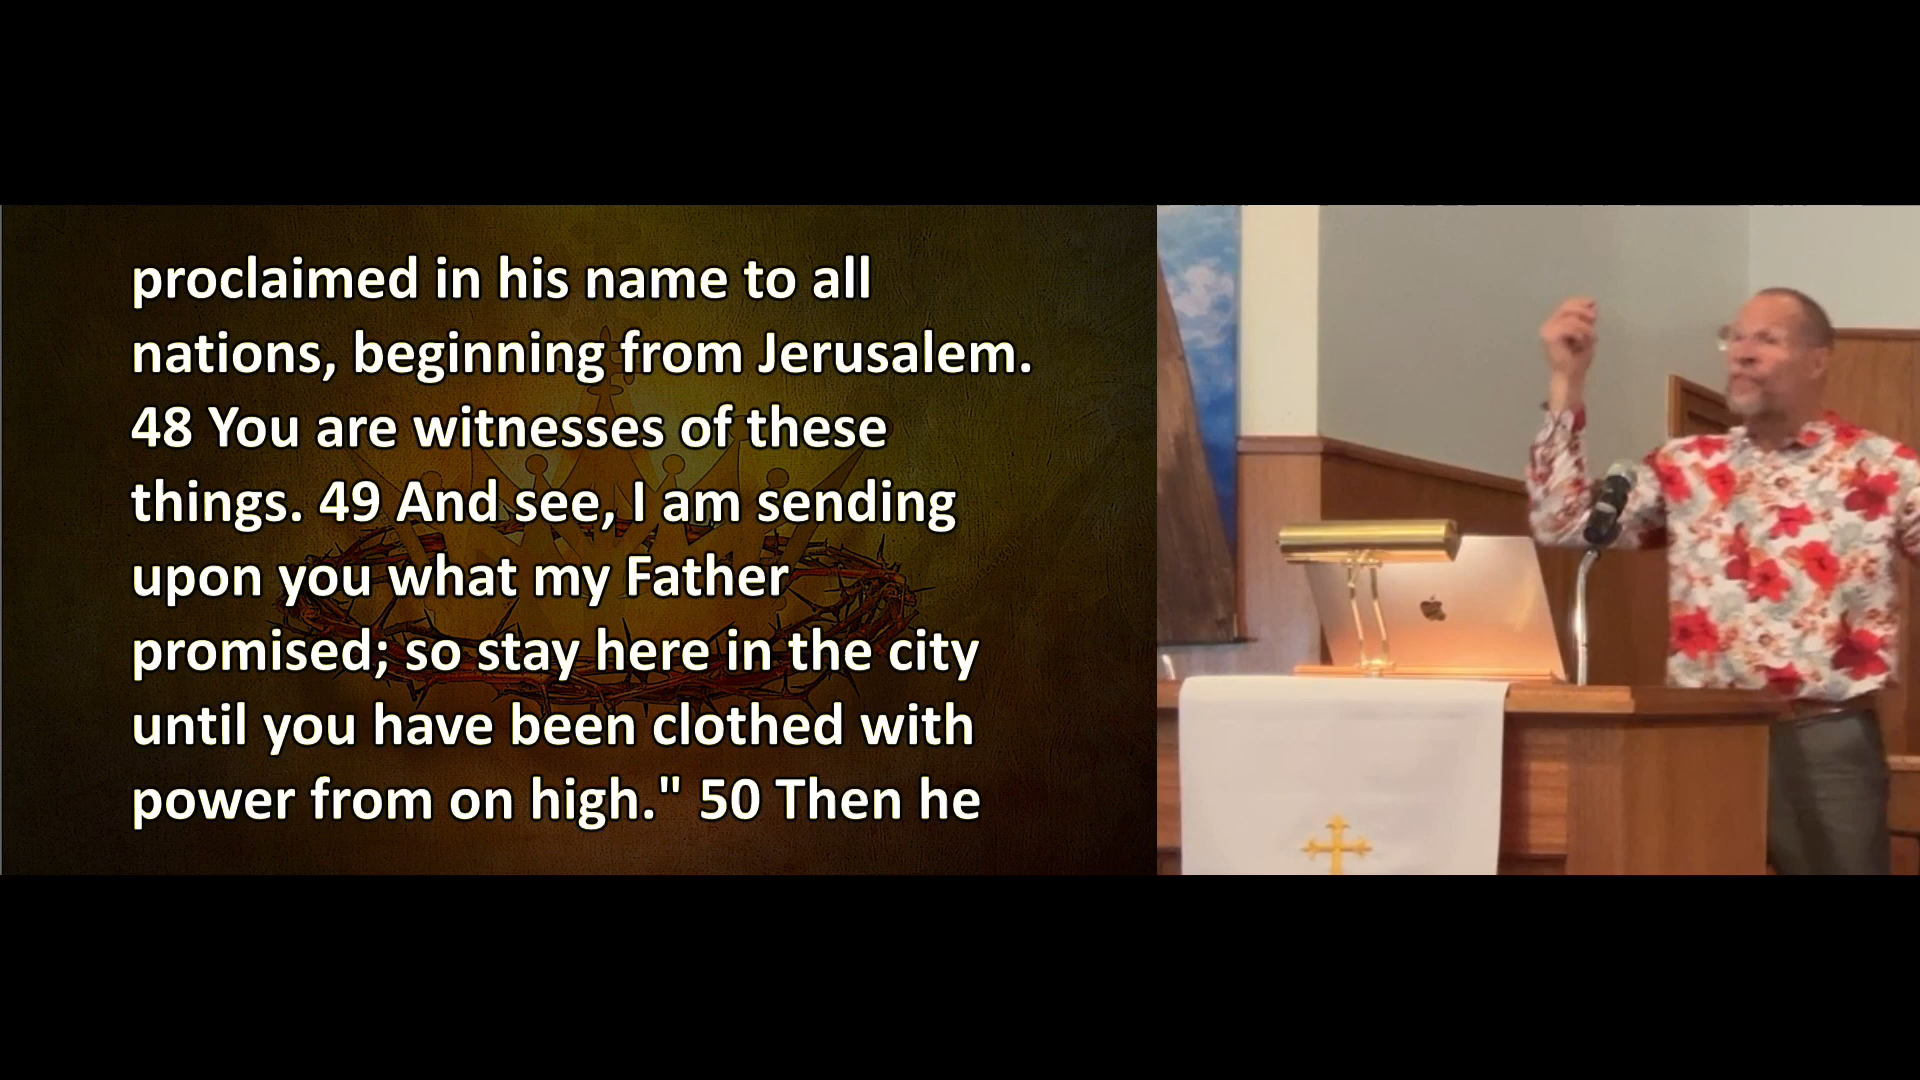 proclaimed in his name to all
nations, beginning from Jerusalem.
48 You are witnesses of these
things. 49 And see, I am sending
upon you what my Father
promised; so stay here in the city
until you have been clothed with
power from on high." 50 Then he